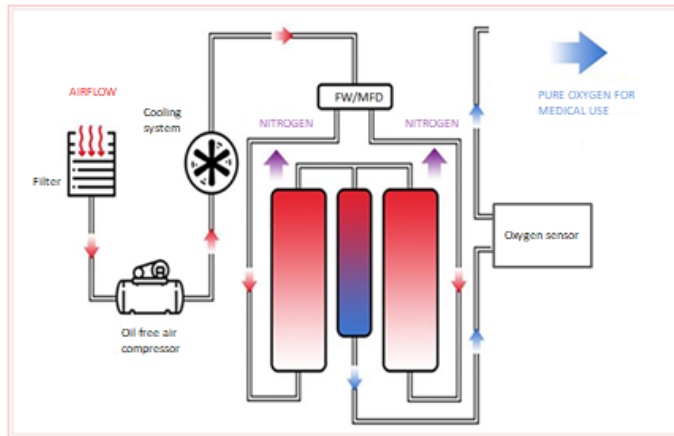 AIRFLOW
Cooling
system
FW/MFD
NITROGEN
NITROGEN
PURE OXYGEN FOR
MEDICAL USE
Filter
Oxygen sensor
Oil free air
compressor